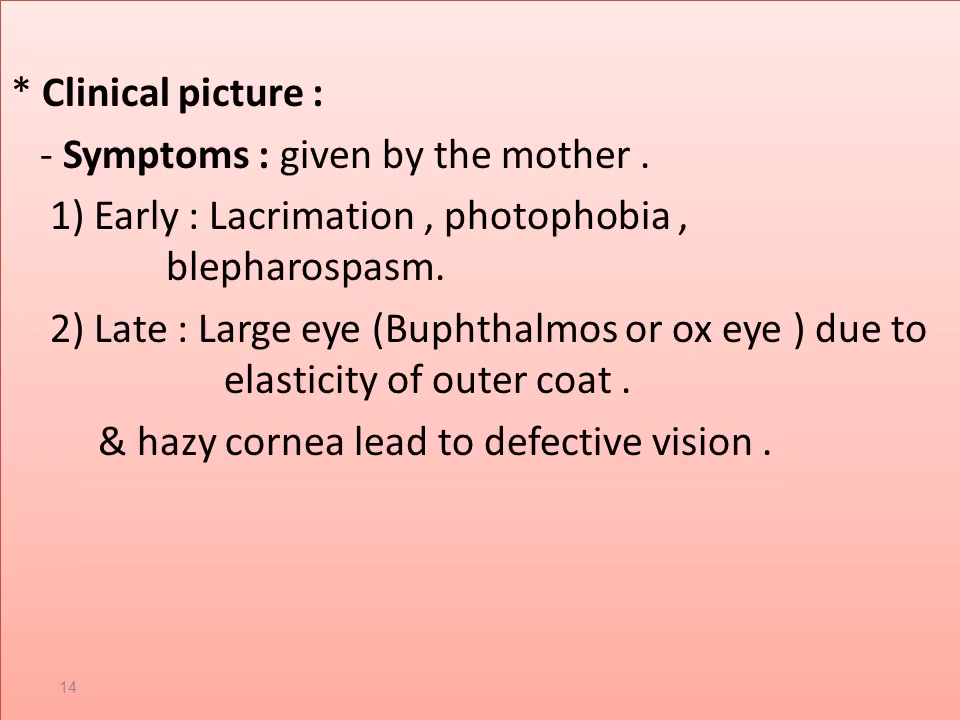 * Clinical picture :
- Symptoms : given by the mother .
1) Early : Lacrimation , photophobia ,
blepharospasm.
2) Late : Large eye (Buphthalmos or ox eye ) due to
elasticity of outer coat .
& hazy cornea lead to defective vision .
14